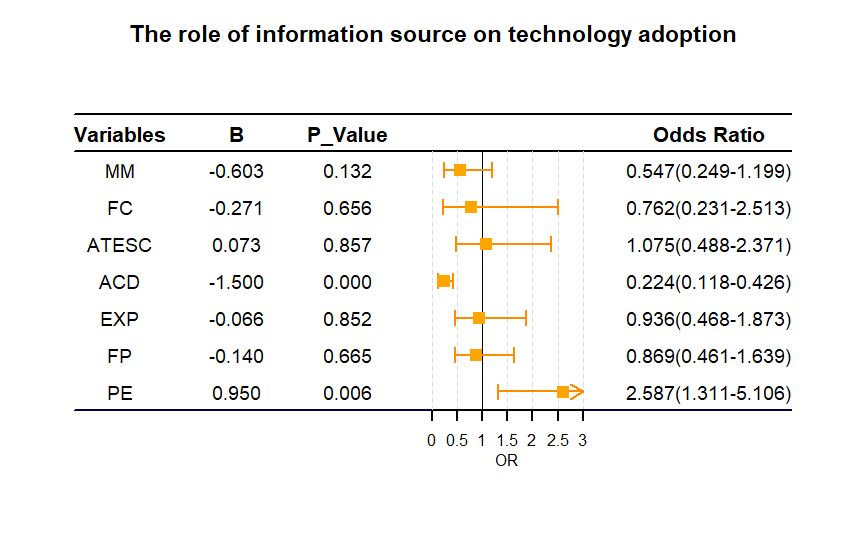 The role of information source on technology adoption
Variables B P_Value Odds Ratio
MM -0.603 0.132 0.547(0.249-1.199)
FC -0.271 0.656 0.762(0.231-2.513)
ATESC 0.073 0.857 1.075(0.488-2.371)
ACD -1.500 0.000 0.224(0.118-0.426)
EXP -0.066 0.852 0.936(0.468-1.873)
FP -0.140 0.665 0.869(0.461-1.639)
PE 0.950 0.006 2.587(1.311-5.106)
0 0.5 1 1.5 2 2.5 3
OR